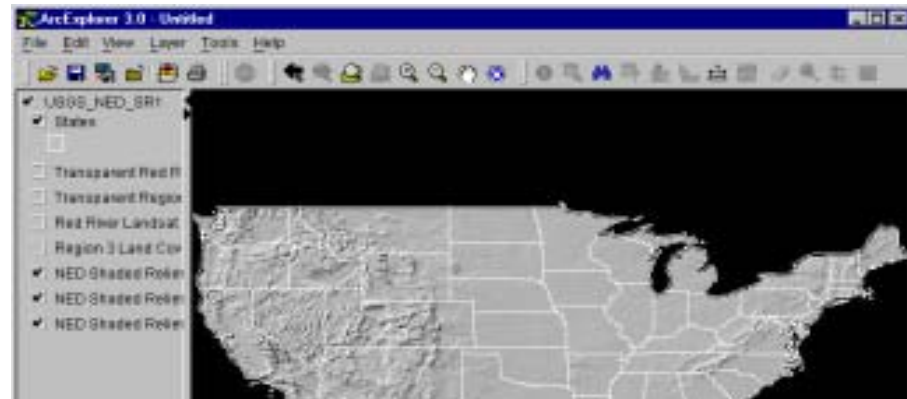 ArcExplorer 3.0 - Untitled
File Edit View Layer Tools Help
USGS_NED_SR1
States
Transparent Red R
Transparent Region
Red River Landsat
Region 3 Land Cov
NED Shaded Relief
NED Shaded Relief
NED Shaded Relief